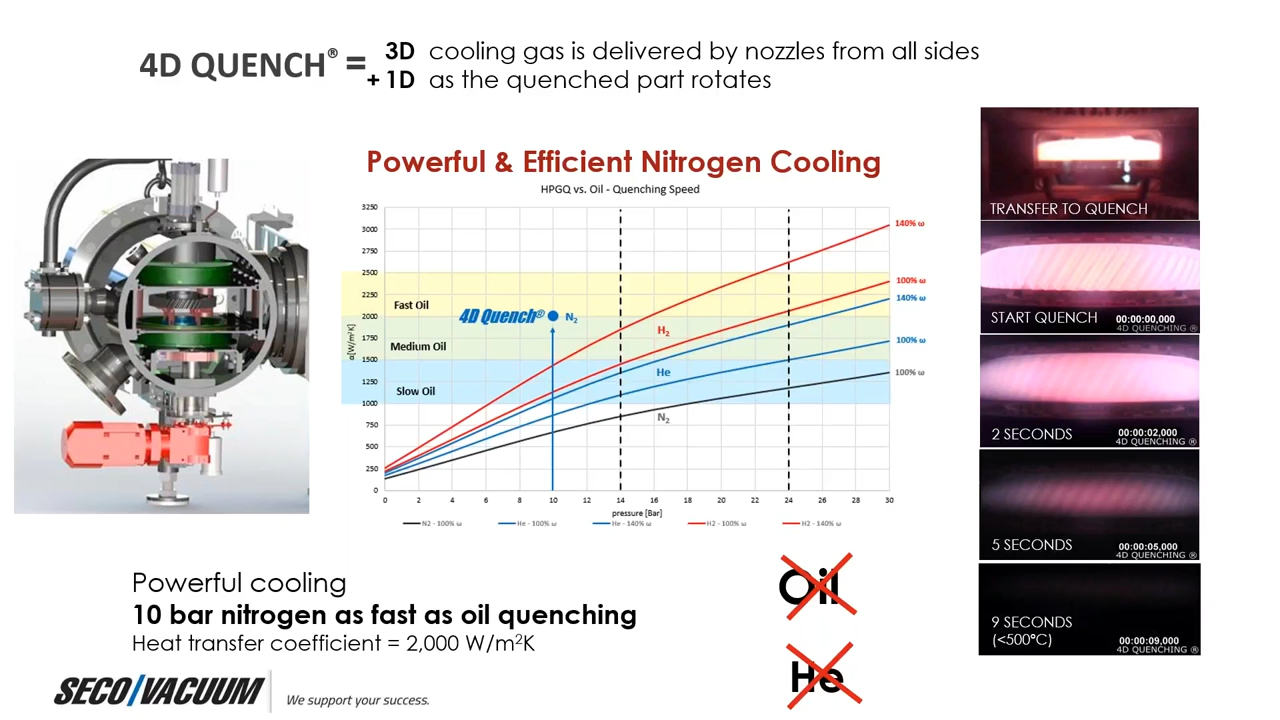 4D QUENCH® =
3D cooling gas is delivered by nozzles from all sides
+ 1D as the quenched part rotates
Powerful & Efficient Nitrogen Cooling
HPGQ vs. Oil - Quenching Speed
α[W/m²K]
3250
3000
2750
2500
2250
2000
1750
1500
1250
1000
750
500
250
0
Fast Oil
Medium Oil
Slow Oil
4D Quench® N₂
H₂
He
N₂
140% ω
100% ω
140% ω
100% ω
100% ω
0 2 4 6 8 10 12 14 16 18 20 22 24 26 28 30
pressure [Bar]
N2 - 100% ω He - 100% ω He - 140% ω H2 - 100% ω H2 - 140% ω
TRANSFER TO QUENCH
START QUENCH 00:00:00,000
4D QUENCHING ®
2 SECONDS 00:00:02,000
4D QUENCHING ®
5 SECONDS 00:00:05,000
4D QUENCHING ®
9 SECONDS
(<500°C) 00:00:09,000
4D QUENCHING ®
Powerful cooling
10 bar nitrogen as fast as oil quenching
Heat transfer coefficient = 2,000 W/m²K
Oil
He
SECO/VACUUM We support your success.